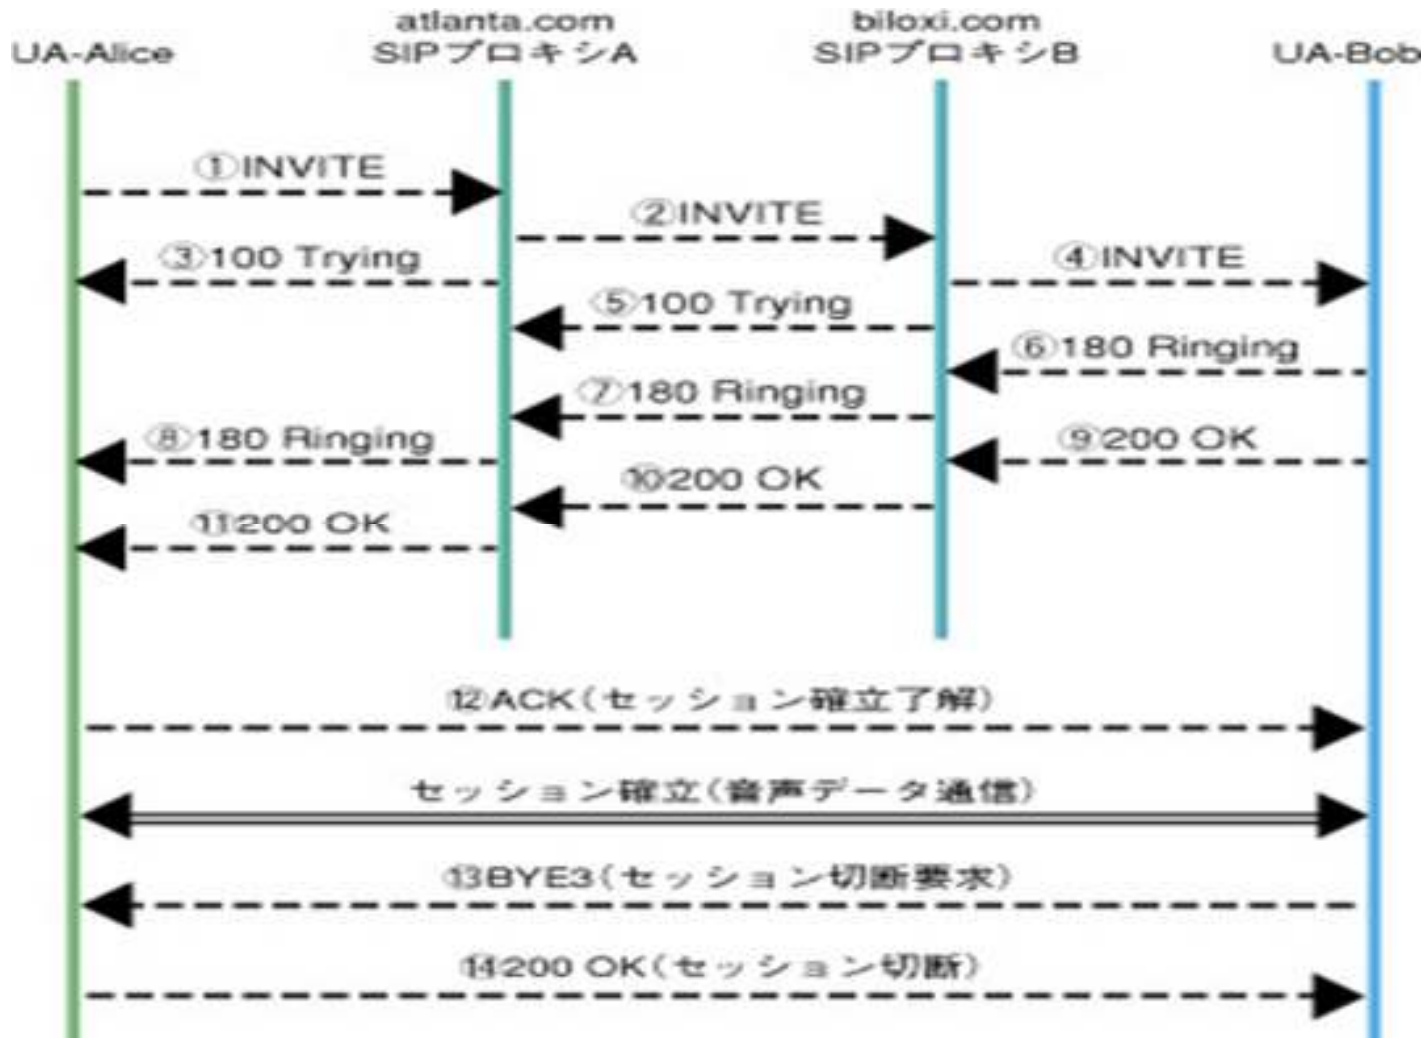 UA-Alice
atlanta.com
SIPプロキシA
biloxi.com
SIPプロキシB
UA-Bob
①INVITE
②INVITE
③100 Trying
④INVITE
⑤100 Trying
⑥180 Ringing
⑦180 Ringing
⑧180 Ringing
⑨200 OK
⑩200 OK
⑪200 OK
⑫ACK(セッション確立了解)
セッション確立(音声データ通信)
⑬BYE3(セッション切断要求)
⑭200 OK(セッション切断)